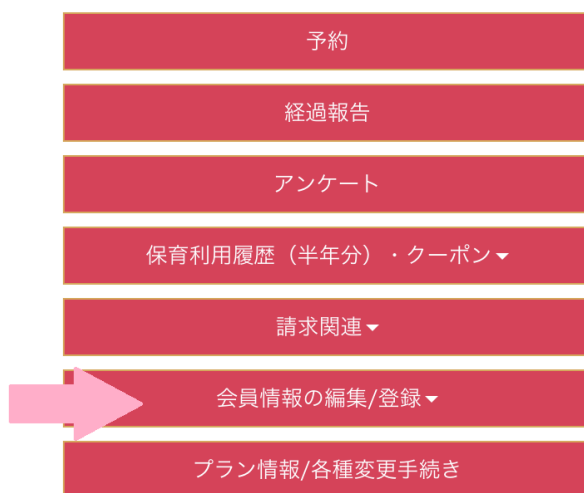 予約
経過報告
アンケート
保育利用履歴（半年分）・クーポン
請求関連
会員情報の編集/登録
プラン情報/各種変更手続き